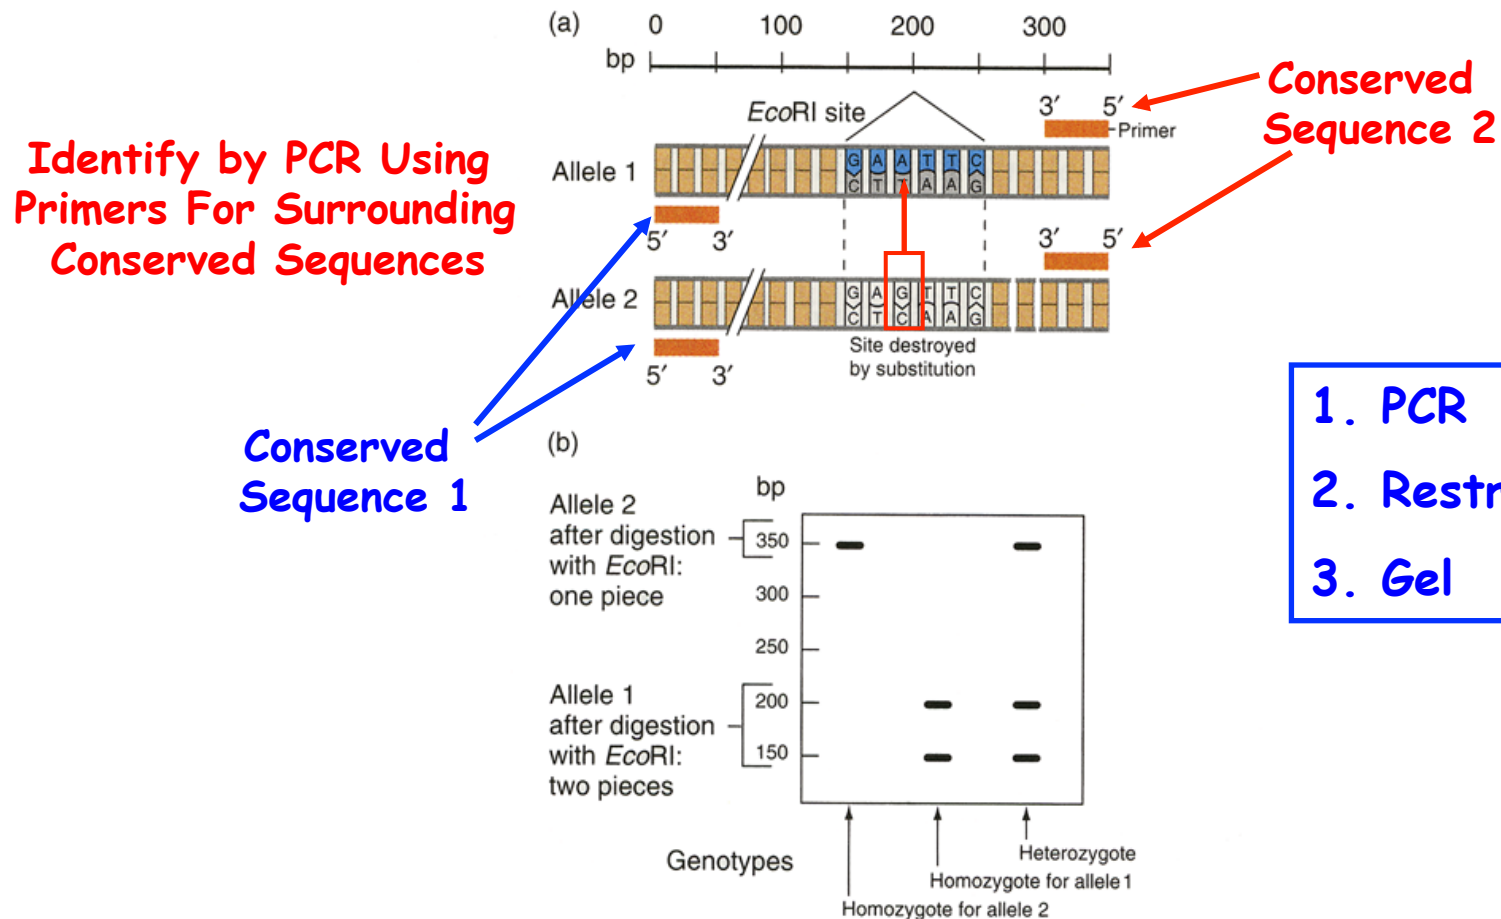 (a)
0 100 200 300
bp
EcoRI site
3′ 5′
Primer
Conserved
Sequence 2
Identify by PCR Using
Primers For Surrounding
Conserved Sequences
Allele 1
G A A T T C
C T T A A G
5′ 3′
3′ 5′
Allele 2
G A G T T C
C T C A A G
Site destroyed
by substitution
5′ 3′
Conserved
Sequence 1
1. PCR
2. Restr
3. Gel
(b)
bp
Allele 2
after digestion
with EcoRI:
one piece
350
300
250
Allele 1
after digestion
with EcoRI:
two pieces
200
150
Genotypes
Heterozygote
Homozygote for allele 1
Homozygote for allele 2